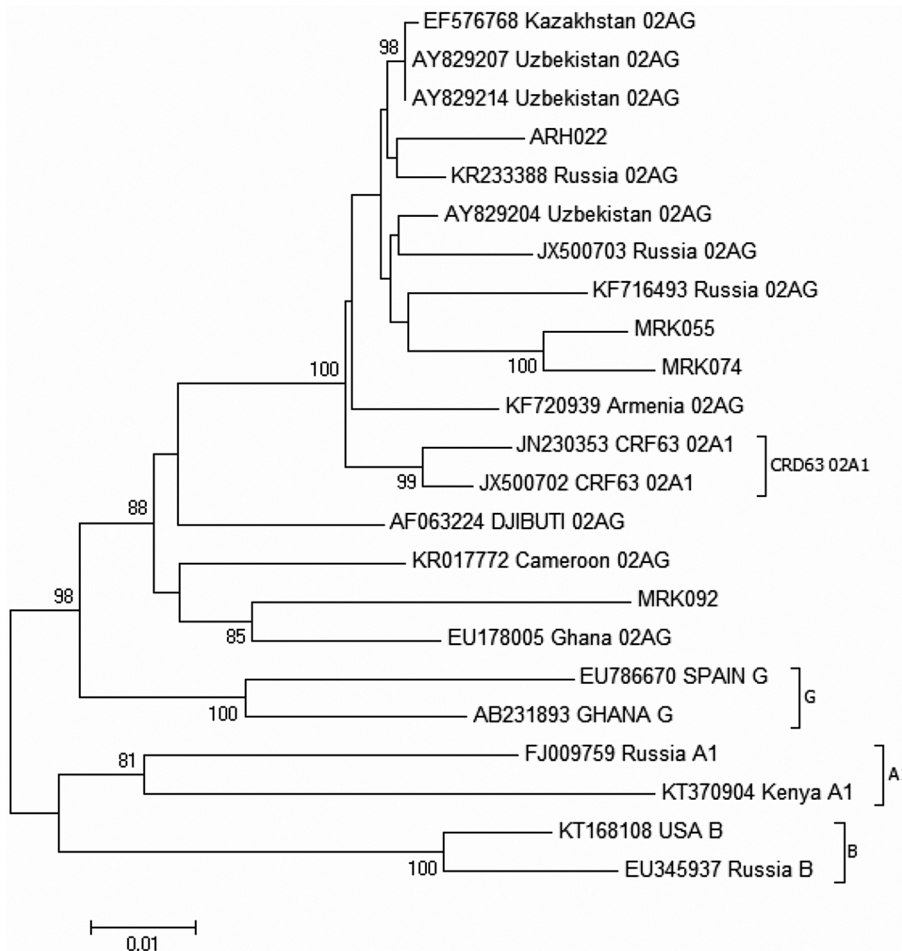 EF576768 Kazakhstan 02AG
98
AY829207 Uzbekistan 02AG
AY829214 Uzbekistan 02AG
ARH022
KR233388 Russia 02AG
AY829204 Uzbekistan 02AG
JX500703 Russia 02AG
KF716493 Russia 02AG
MRK055
100
MRK074
100
KF720939 Armenia 02AG
JN230353 CRF63 02A1
CRD63 02A1
99
JX500702 CRF63 02A1
88
AF063224 DJIBUTI 02AG
KR017772 Cameroon 02AG
98
MRK092
85
EU178005 Ghana 02AG
EU786670 SPAIN G
G
100
AB231893 GHANA G
81
FJ009759 Russia A1
A
KT370904 Kenya A1
KT168108 USA B
B
100
EU345937 Russia B
0.01